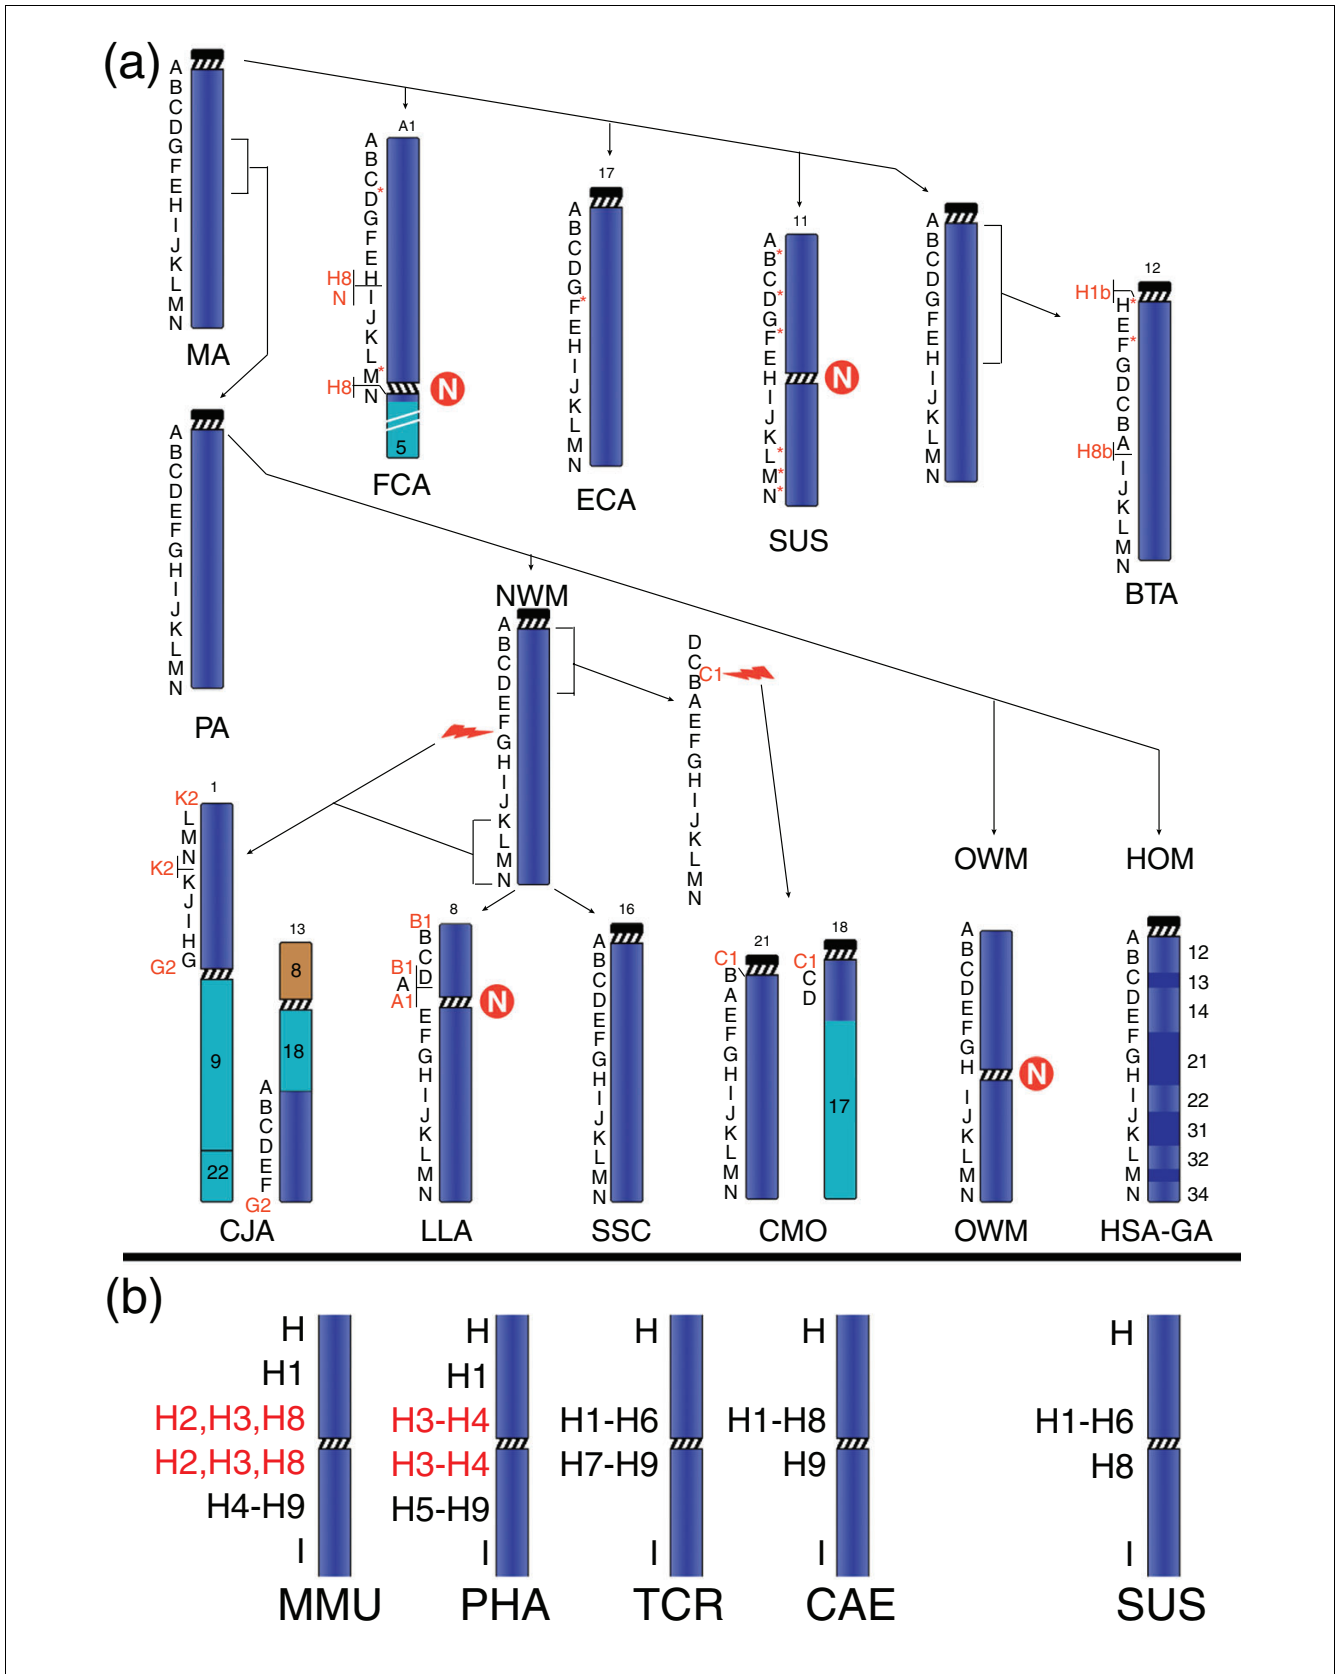 (a)
A
B
C
D
G
F
E
H
I
J
K
L
M
N
MA
A1
A
B
C
D*
G
F
E
H8 H
N I
J
K
L
M*
H8 N
N
5
FCA
17
A
B
C
D
G
F*
E
H
I
J
K
L
M
N
ECA
11
A
B*
C
D*
G
F*
E
H
I
J
K
L*
M*
N*
N
SUS
A
B
C
D
G
F
E
H
I
J
K
L
M
N
12
H1b
H*
E
F*
G
D
C
B
A
H8b
I
J
K
L
M
N
BTA
A
B
C
D
E
F
G
H
I
J
K
L
M
N
PA
NWM
A
B
C
D
E
F
G
H
I
J
K
L
M
N
D
C
C1
B
A
E
F
G
H
I
J
K
L
M
N
OWM
HOM
1
K2
L
M
N
K2
K
J
I
H
G
G2
9
22
13
8
18
A
B
C
D
E
F
G2
CJA
8
B1
B
C
B1 D
A
A1
E
F
G
H
I
J
K
L
M
N
N
LLA
16
A
B
C
D
E
F
G
H
I
J
K
L
M
N
SSC
21
C1
B
A
E
F
G
H
I
J
K
L
M
N
18
C1
C
D
17
CMO
A
B
C
D
E
F
G
H
I
J
K
L
M
N
N
OWM
A
B
C
D
E
F
G
H
I
J
K
L
M
N
12
13
14
21
22
31
32
34
HSA-GA
(b)
H
H1
H2,H3,H8
H2,H3,H8
H4-H9
I
MMU
H
H1
H3-H4
H3-H4
H5-H9
I
PHA
H
H1-H6
H7-H9
I
TCR
H
H1-H8
H9
I
CAE
H
H1-H6
H8
I
SUS